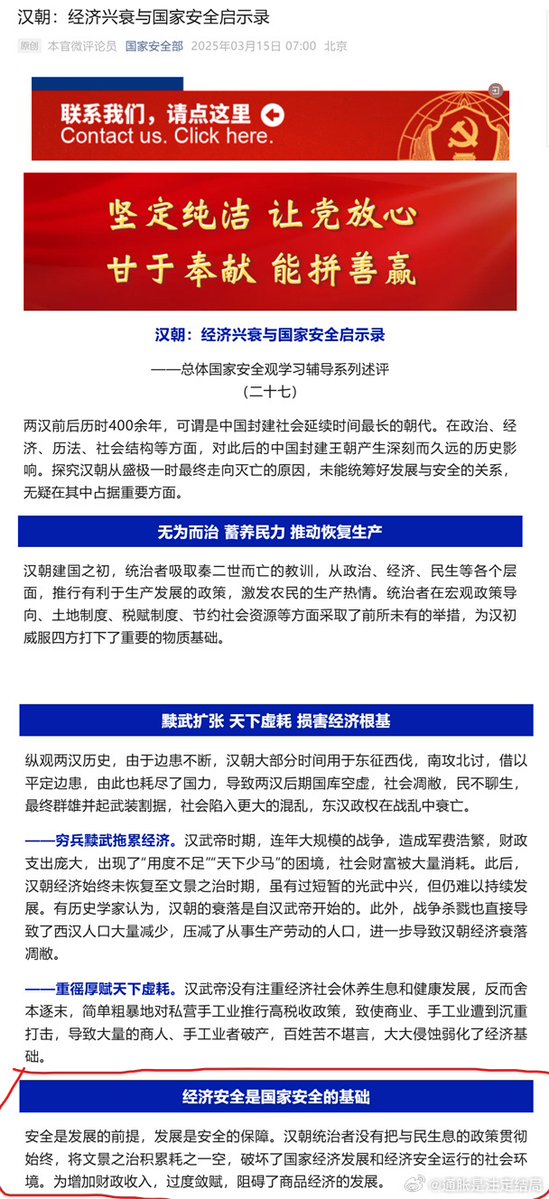 汉朝：经济兴衰与国家安全启示录
原创 本官微评论员 国家安全部 2025年03月15日 07:00 北京
联系我们，请点这里
Contact us. Click here.
坚定纯洁 让党放心
甘于奉献 能拼善赢
汉朝：经济兴衰与国家安全启示录
——总体国家安全观学习辅导系列述评
（二十七）
两汉前后历时400余年，可谓是中国封建社会延续时间最长的朝代。在政治、经
济、历法、社会结构等方面，对此后的中国封建王朝产生深刻而久远的历史影
响。探究汉朝从盛极一时最终走向灭亡的原因，未能统筹好发展与安全的关系，
无疑在其中占据重要方面。
无为而治 蓄养民力 推动恢复生产
汉朝建国之初，统治者吸取秦二世而亡的教训，从政治、经济、民生等各个层
面，推行有利于生产发展的政策，激发农民的生产热情。统治者在宏观政策导
向、土地制度、税赋制度、节约社会资源等方面采取了前所未有的举措，为汉初
威服四方打下了重要的物质基础。
黩武扩张 天下虚耗 损害经济根基
纵观两汉历史，由于边患不断，汉朝大部分时间用于东征西伐，南攻北讨，借以
平定边患，由此也耗尽了国力，导致两汉后期国库空虚，社会凋敝，民不聊生，
最终群雄并起武装割据，社会陷入更大的混乱，东汉政权在战乱中衰亡。
——穷兵黩武拖累经济。汉武帝时期，连年大规模的战争，造成军费浩繁，财政
支出庞大，出现了“用度不足”“天下少马”的困境，社会财富被大量消耗。此后，
汉朝经济始终未恢复至文景之治时期，虽有过短暂的光武中兴，但仍难以持续发
展。有历史学家认为，汉朝的衰落是自汉武帝开始的。此外，战争杀戮也直接导
致了西汉人口大量减少，压减了从事生产劳动的人口，进一步导致汉朝经济衰落
凋敝。
——重徭厚赋天下虚耗。汉武帝没有注重经济社会休养生息和健康发展，反而舍
本逐末，简单粗暴地对私营手工业推行高税收政策，致使商业、手工业遭到沉重
打击，导致大量的商人、手工业者破产，百姓苦不堪言，大大侵蚀弱化了经济基
础。
经济安全是国家安全的基础
安全是发展的前提，发展是安全的保障。汉朝统治者没有把与民生息的政策贯彻
始终，将文景之治积累耗之一空，破坏了国家经济发展和经济安全运行的社会环
境。为增加财政收入，过度敛赋，阻碍了商品经济的发展。
@通胀是注定结局